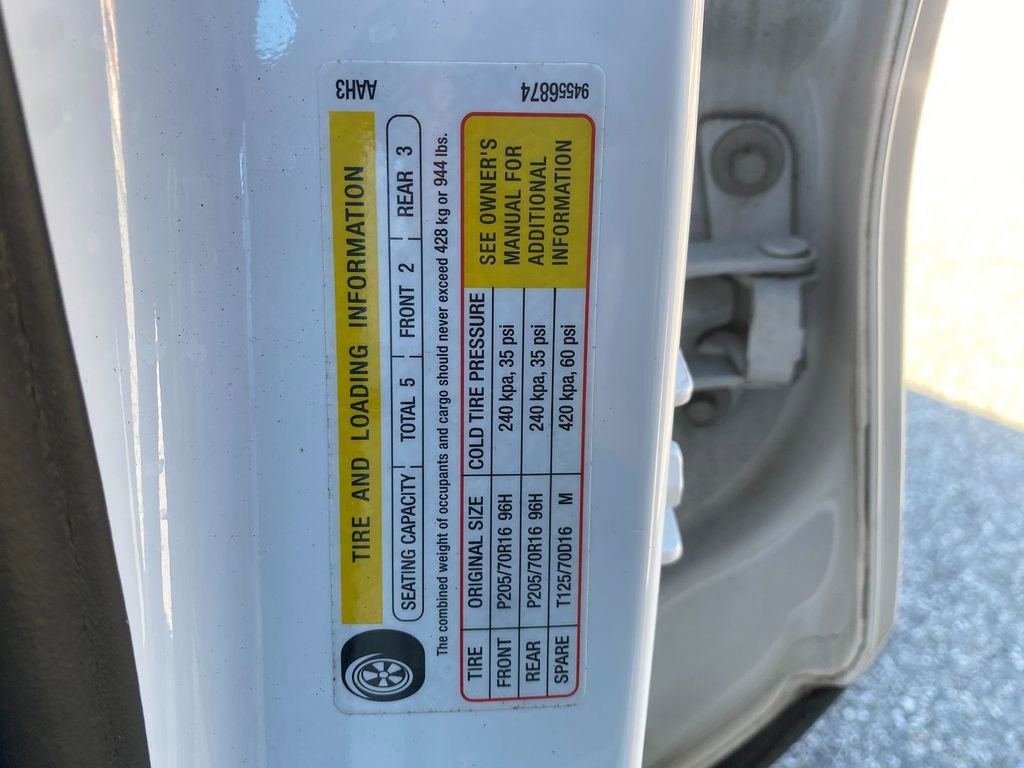 TIRE AND LOADING INFORMATION
SEATING CAPACITY TOTAL 5 FRONT 2 REAR 3
The combined weight of occupants and cargo should never exceed 428 kg or 944 lbs.
TIRE ORIGINAL SIZE COLD TIRE PRESSURE
FRONT P205/70R16 96H 240 kpa, 35 psi
REAR P205/70R16 96H 240 kpa, 35 psi
SPARE T125/70D16 M 420 kpa, 60 psi
SEE OWNER'S
MANUAL FOR
ADDITIONAL
INFORMATION
AAH3
94556874